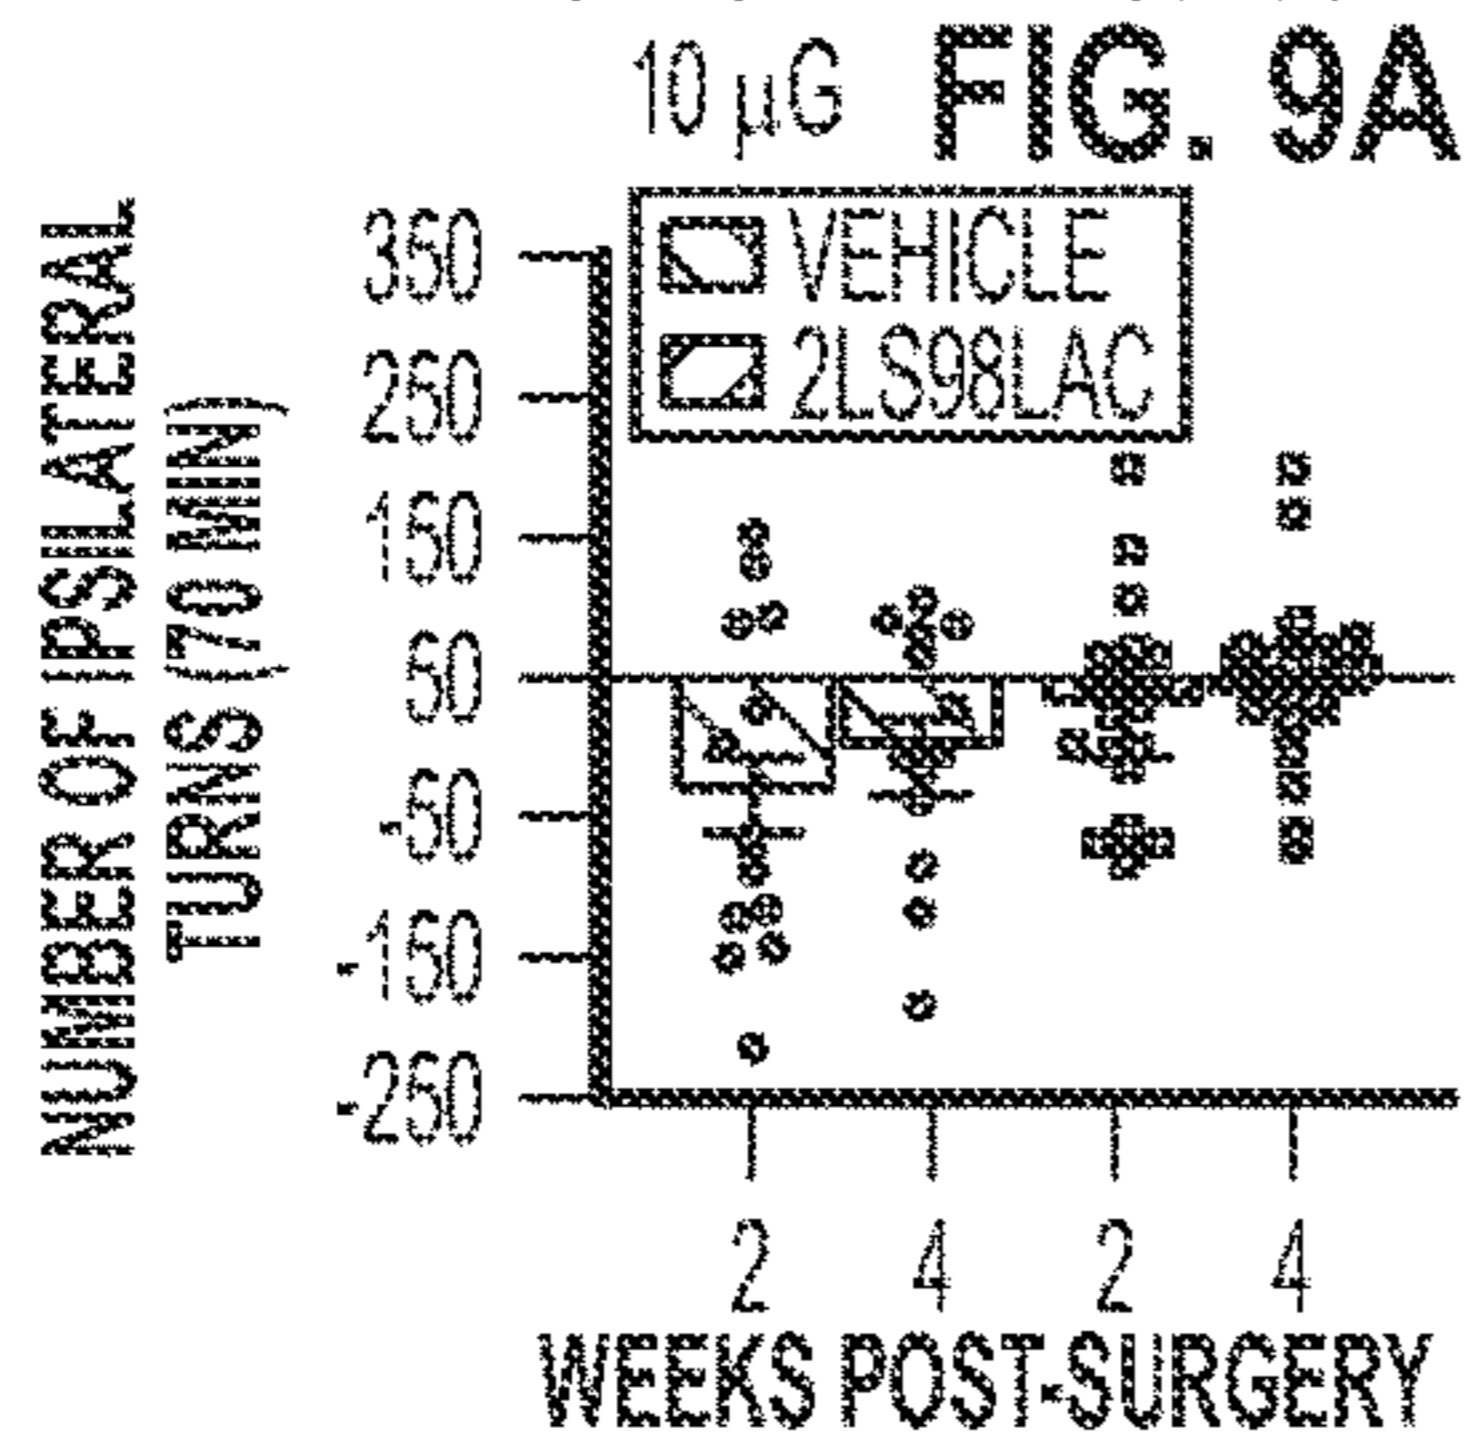 10 µG FIG. 9A
VEHICLE
2LS98LAC
NUMBER OF IPSILATERAL
TURNS (70 MIN)
350
250
150
50
-50
-150
-250
2 4 2 4
WEEKS POST-SURGERY